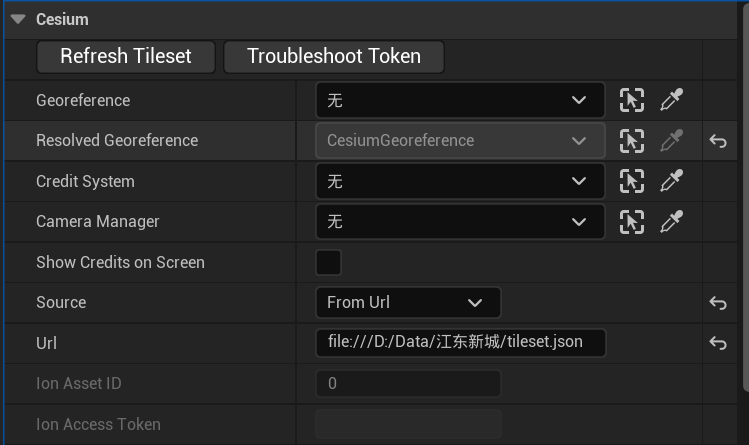 Cesium
Refresh Tileset Troubleshoot Token
Georeference 无
Resolved Georeference CesiumGeoreference
Credit System 无
Camera Manager 无
Show Credits on Screen
Source From Url
Url file:///D:/Data/江东新城/tileset.json
Ion Asset ID 0
Ion Access Token